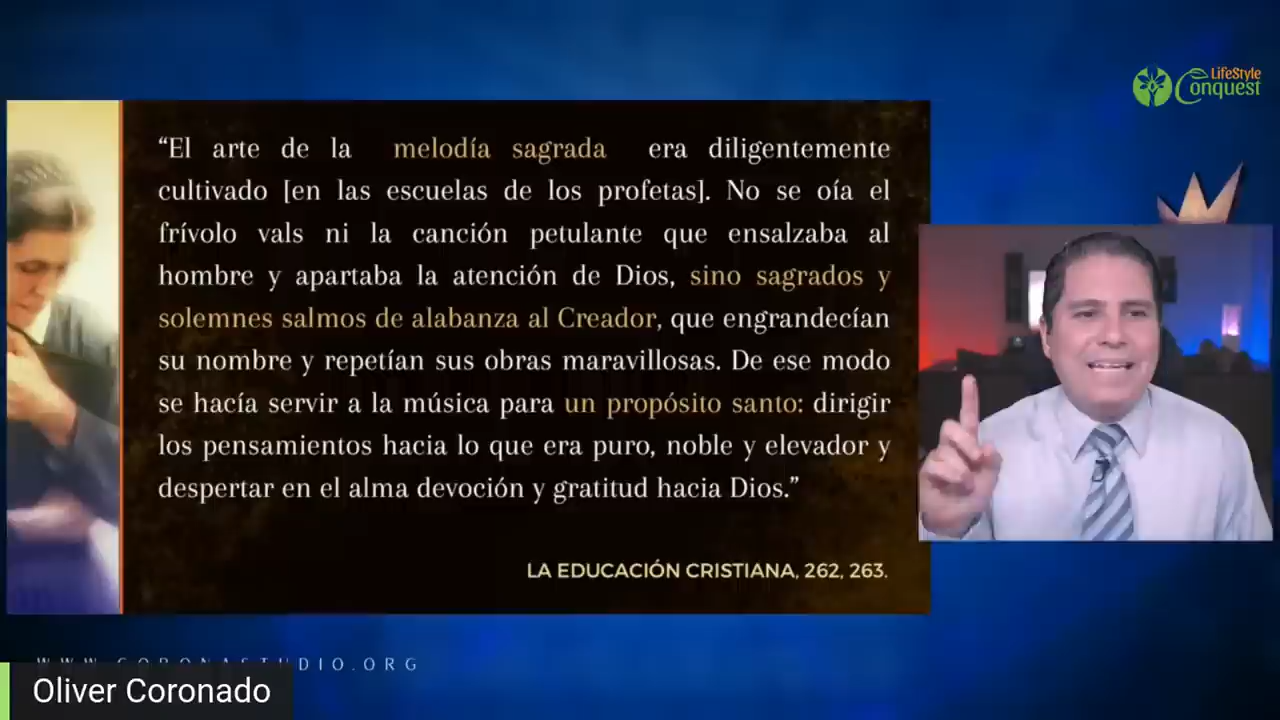 LifeStyle
Conquest
“El arte de la melodía sagrada era diligentemente
cultivado [en las escuelas de los profetas]. No se oía el
frívolo vals ni la canción petulante que ensalzaba al
hombre y apartaba la atención de Dios, sino sagrados y
solemnes salmos de alabanza al Creador, que engrandecían
su nombre y repetían sus obras maravillosas. De ese modo
se hacía servir a la música para un propósito santo: dirigir
los pensamientos hacia lo que era puro, noble y elevador y
despertar en el alma devoción y gratitud hacia Dios.”
LA EDUCACIÓN CRISTIANA, 262, 263.
WWW.CORONASTUDIO.ORG
Oliver Coronado